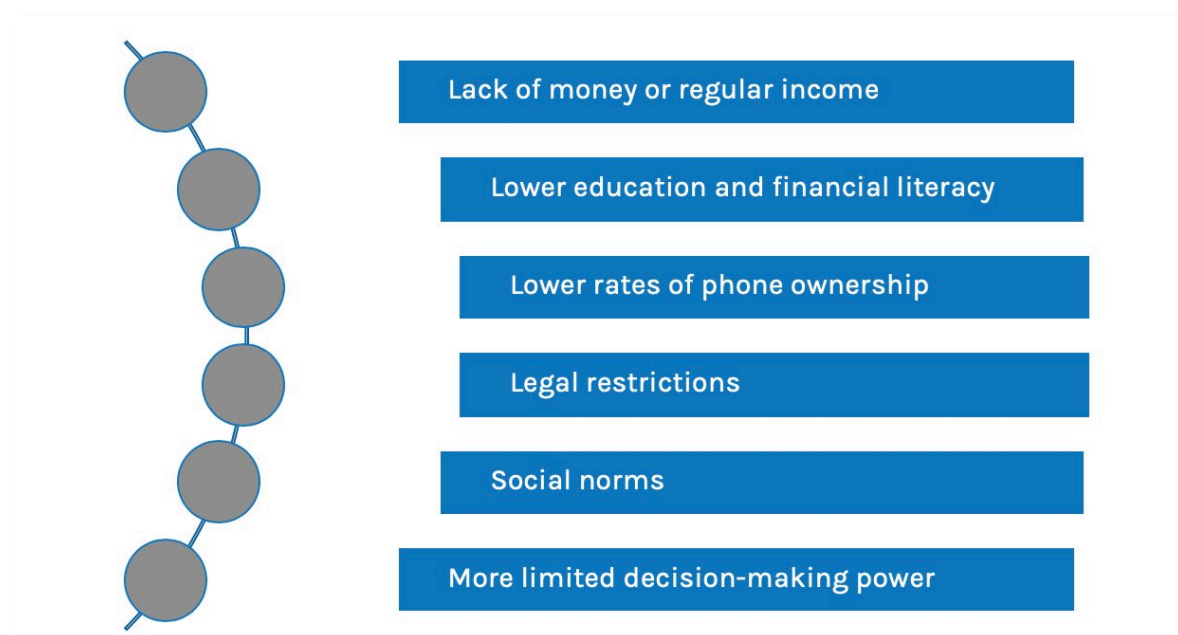 Lack of money or regular income
Lower education and financial literacy
Lower rates of phone ownership
Legal restrictions
Social norms
More limited decision-making power